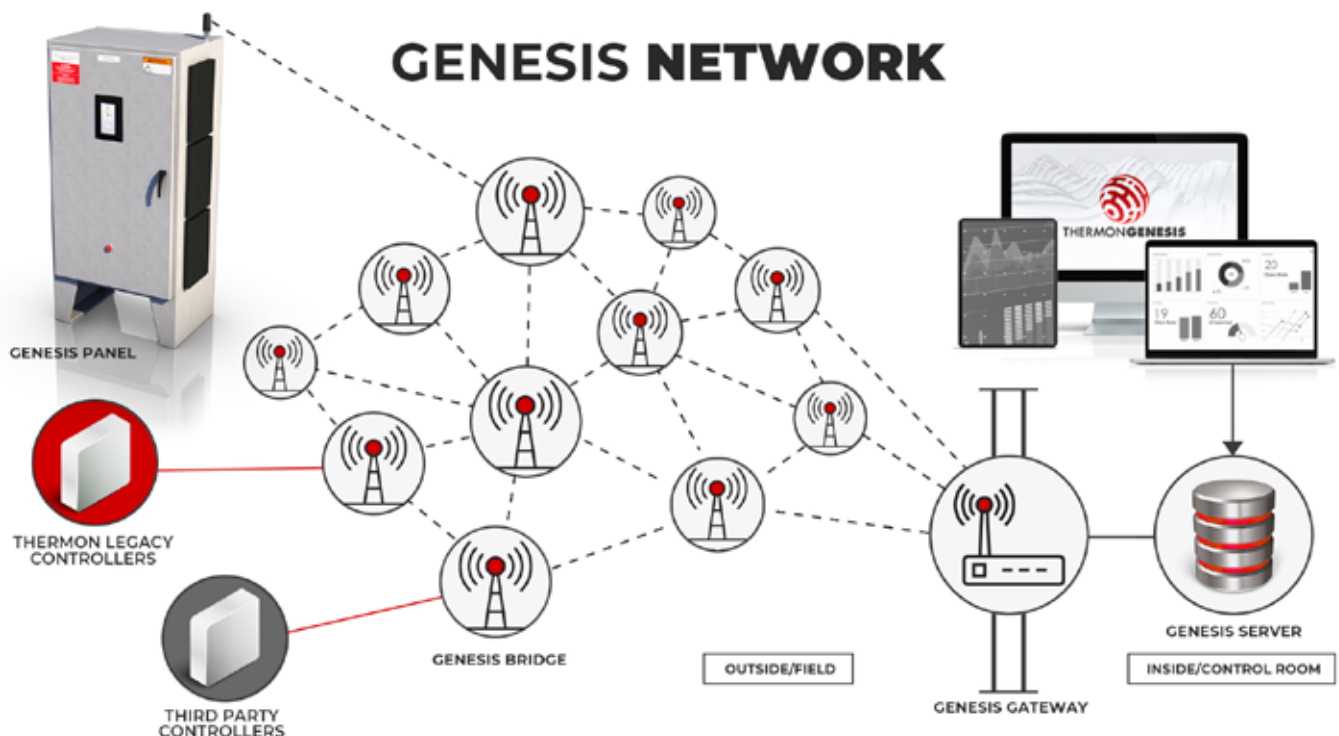 GENESIS NETWORK
THERMONGENESIS
20
19
60
GENESIS PANEL
THERMON LEGACY
CONTROLLERS
THIRD PARTY
CONTROLLERS
GENESIS BRIDGE
OUTSIDE/FIELD
GENESIS GATEWAY
GENESIS SERVER
INSIDE/CONTROL ROOM